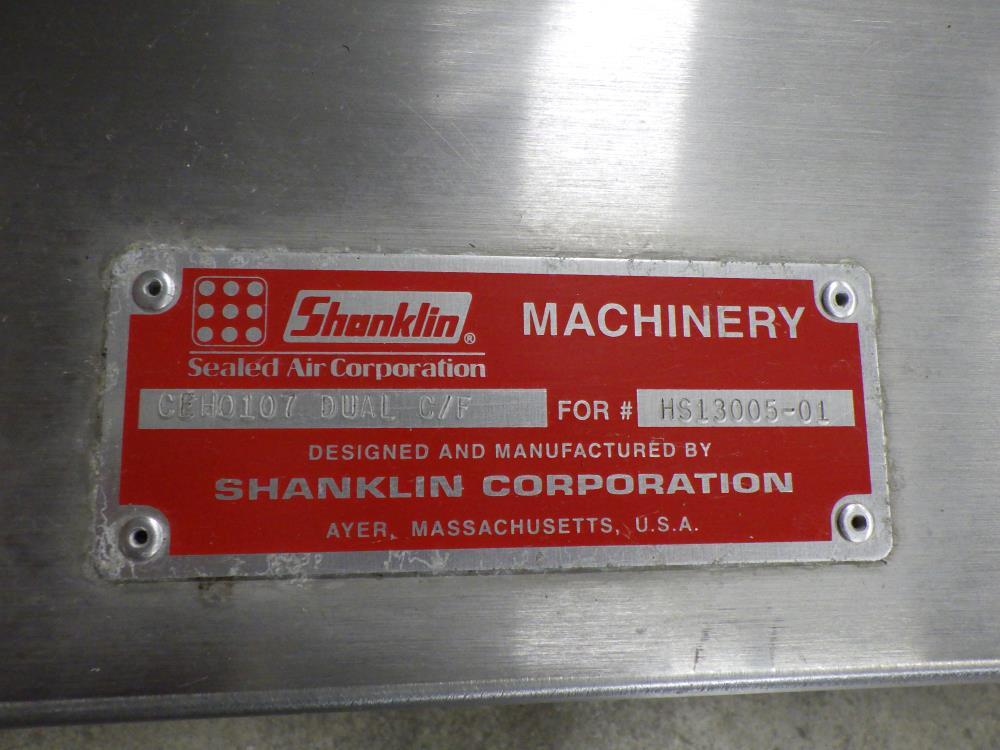 Shanklin® MACHINERY
Sealed Air Corporation
CEH0107 DUAL C/F FOR # HS13005-01
DESIGNED AND MANUFACTURED BY
SHANKLIN CORPORATION
AYER, MASSACHUSETTS, U.S.A.